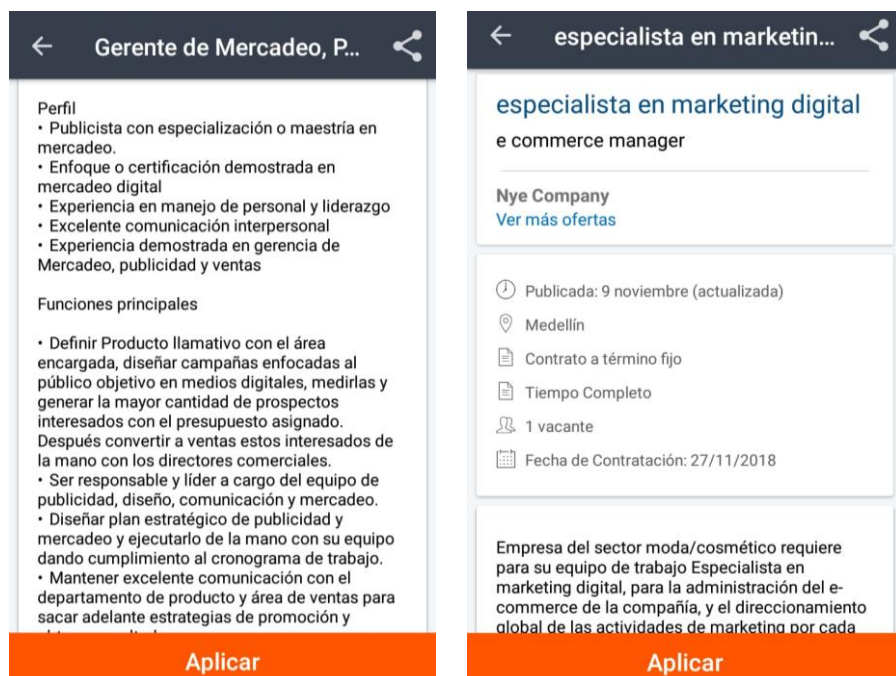 Gerente de Mercadeo, P...
Perfil
• Publicista con especialización o maestría en
mercadeo.
• Enfoque o certificación demostrada en
mercadeo digital
• Experiencia en manejo de personal y liderazgo
• Excelente comunicación interpersonal
• Experiencia demostrada en gerencia de
Mercadeo, publicidad y ventas
Funciones principales
• Definir Producto llamativo con el área
encargada, diseñar campañas enfocadas al
público objetivo en medios digitales, medirlas y
generar la mayor cantidad de prospectos
interesados con el presupuesto asignado.
Después convertir a ventas estos interesados de
la mano con los directores comerciales.
• Ser responsable y líder a cargo del equipo de
publicidad, diseño, comunicación y mercadeo.
• Diseñar plan estratégico de publicidad y
mercadeo y ejecutarlo de la mano con su equipo
dando cumplimiento al cronograma de trabajo.
• Mantener excelente comunicación con el
departamento de producto y área de ventas para
sacar adelante estrategias de promoción y
Aplicar
especialista en marketin...
especialista en marketing digital
e commerce manager
Nye Company
Ver más ofertas
Publicada: 9 noviembre (actualizada)
Medellín
Contrato a término fijo
Tiempo Completo
1 vacante
Fecha de Contratación: 27/11/2018
Empresa del sector moda/cosmético requiere
para su equipo de trabajo Especialista en
marketing digital, para la administración del e-
commerce de la compañía, y el direccionamiento
global de las actividades de marketing por cada
Aplicar